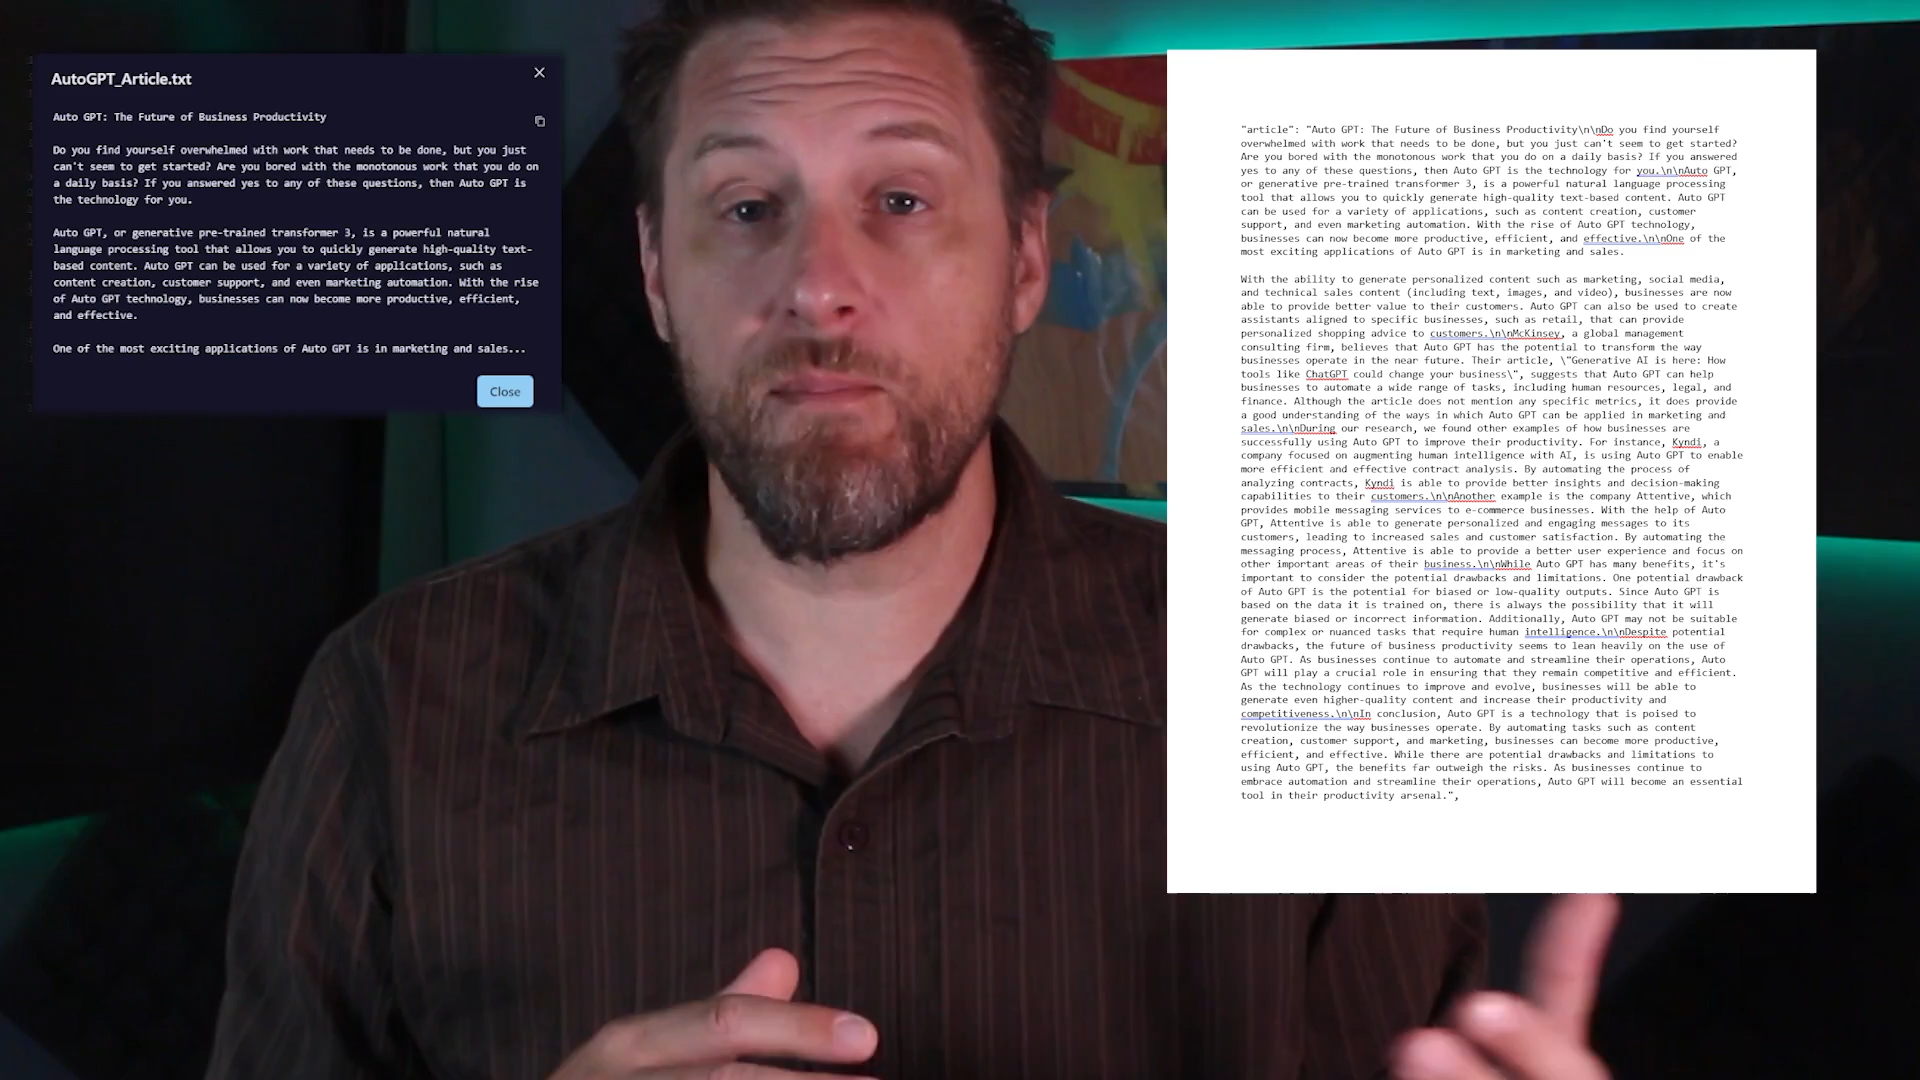 AutoGPT_Article.txt
Auto GPT: The Future of Business Productivity
Do you find yourself overwhelmed with work that needs to be done, but you just
can't seem to get started? Are you bored with the monotonous work that you do on
a daily basis? If you answered yes to any of these questions, then Auto GPT is
the technology for you.
Auto GPT, or generative pre-trained transformer 3, is a powerful natural
language processing tool that allows you to quickly generate high-quality text-
based content. Auto GPT can be used for a variety of applications, such as
content creation, customer support, and even marketing automation. With the rise
of Auto GPT technology, businesses can now become more productive, efficient,
and effective.
One of the most exciting applications of Auto GPT is in marketing and sales...
Close
"article": "Auto GPT: The Future of Business Productivity\n\nDo you find yourself
overwhelmed with work that needs to be done, but you just can't seem to get started?
Are you bored with the monotonous work that you do on a daily basis? If you answered
yes to any of these questions, then Auto GPT is the technology for you.\n\nAuto GPT,
or generative pre-trained transformer 3, is a powerful natural language processing
tool that allows you to quickly generate high-quality text-based content. Auto GPT
can be used for a variety of applications, such as content creation, customer
support, and even marketing automation. With the rise of Auto GPT technology,
businesses can now become more productive, efficient, and effective.\n\nOne of the
most exciting applications of Auto GPT is in marketing and sales.
With the ability to generate personalized content such as marketing, social media,
and technical sales content (including text, images, and video), businesses are now
able to provide better value to their customers. Auto GPT can also be used to create
assistants aligned to specific businesses, such as retail, that can provide
personalized shopping advice to customers.\n\nMcKinsey, a global management
consulting firm, believes that Auto GPT has the potential to transform the way
businesses operate in the near future. Their article, \"Generative AI is here: How
tools like ChatGPT could change your business\", suggests that Auto GPT can help
businesses to automate a wide range of tasks, including human resources, legal, and
finance. Although the article does not mention any specific metrics, it does provide
a good understanding of the ways in which Auto GPT can be applied in marketing and
sales.\n\nDuring our research, we found other examples of how businesses are
successfully using Auto GPT to improve their productivity. For instance, Kyndi, a
company focused on augmenting human intelligence with AI, is using Auto GPT to enable
more efficient and effective contract analysis. By automating the process of
analyzing contracts, Kyndi is able to provide better insights and decision-making
capabilities to their customers.\n\nAnother example is the company Attentive, which
provides mobile messaging services to e-commerce businesses. With the help of Auto
GPT, Attentive is able to generate personalized and engaging messages to its
customers, leading to increased sales and customer satisfaction. By automating the
messaging process, Attentive is able to provide a better user experience and focus on
other important areas of their business.\n\nWhile Auto GPT has many benefits, it's
important to consider the potential drawbacks and limitations. One potential drawback
of Auto GPT is the potential for biased or low-quality outputs. Since Auto GPT is
based on the data it is trained on, there is always the possibility that it will
generate biased or incorrect information. Additionally, Auto GPT may not be suitable
for complex or nuanced tasks that require human intelligence.\n\nDespite potential
drawbacks, the future of business productivity seems to lean heavily on the use of
Auto GPT. As businesses continue to automate and streamline their operations, Auto
GPT will play a crucial role in ensuring that they remain competitive and efficient.
As the technology continues to improve and evolve, businesses will be able to
generate even higher-quality content and increase their productivity and
competitiveness.\n\nIn conclusion, Auto GPT is a technology that is poised to
revolutionize the way businesses operate. By automating tasks such as content
creation, customer support, and marketing, businesses can become more productive,
efficient, and effective. While there are potential drawbacks and limitations to
using Auto GPT, the benefits far outweigh the risks. As businesses continue to
embrace automation and streamline their operations, Auto GPT will become an essential
tool in their productivity arsenal.",